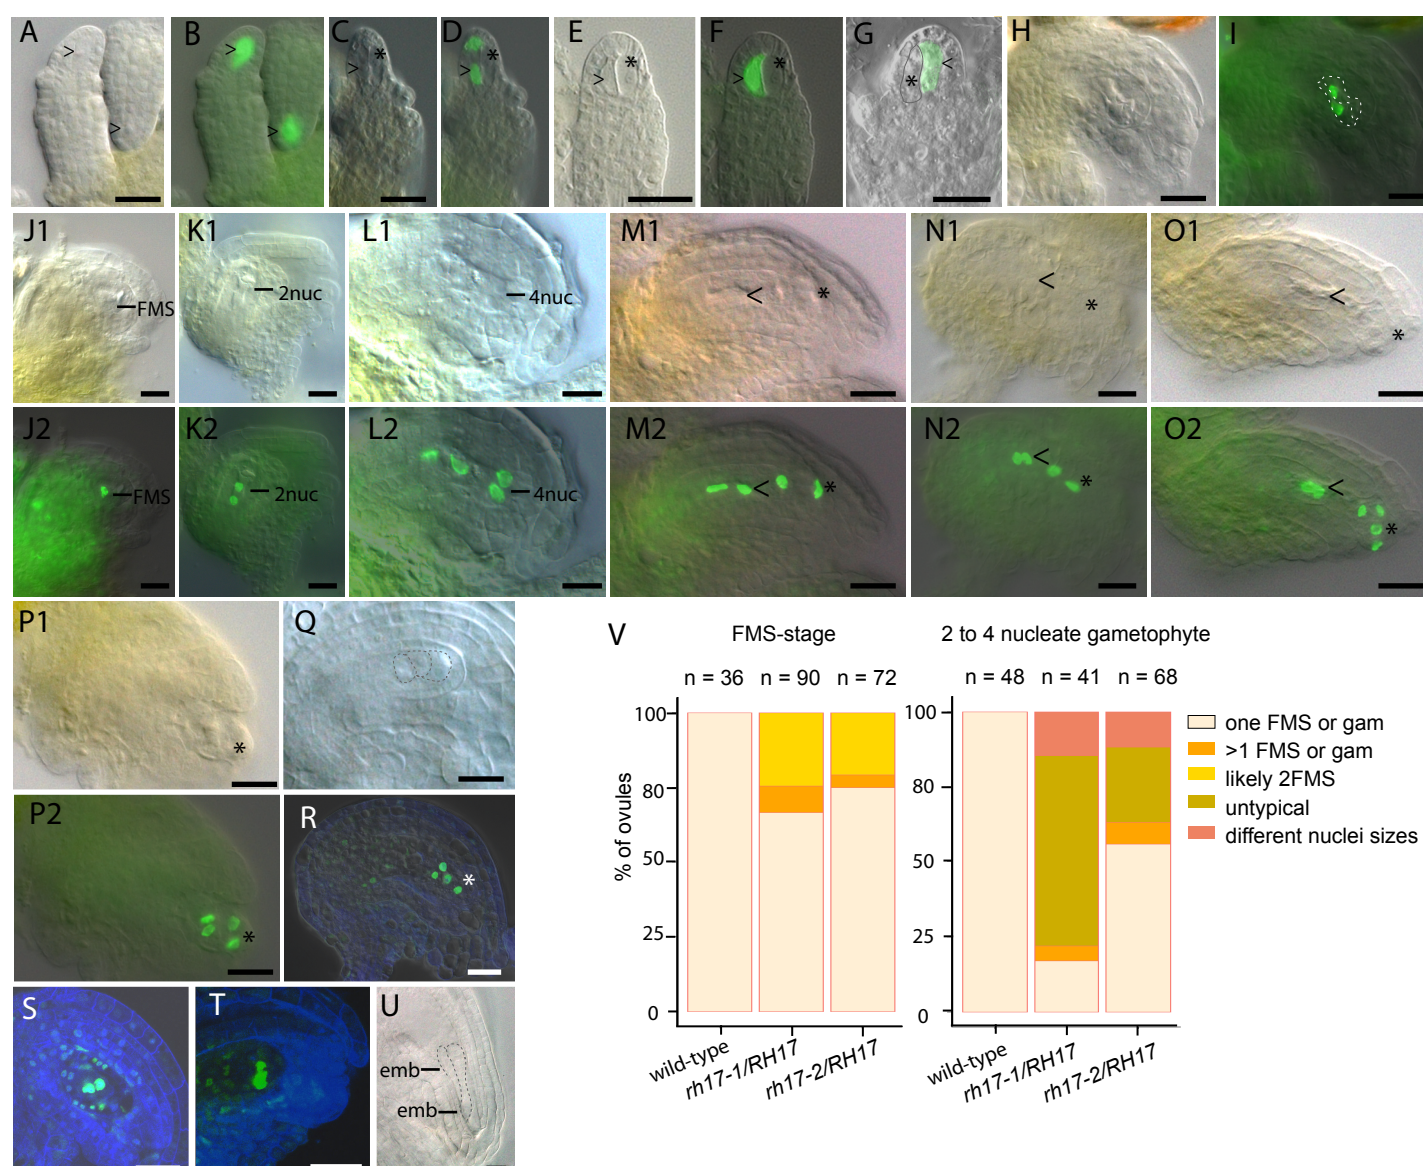 A
>
>
B
>
>
C
*
>
D
*
>
E
*
>
F
*
>
G
*
<
H
I
J1
FMS
K1
2nuc
L1
4nuc
M1
<
*
N1
<
*
O1
<
*
J2
FMS
K2
2nuc
L2
4nuc
M2
<
*
N2
<
*
O2
<
*
P1
*
Q
P2
*
R
*
S
T
U
emb
emb
V
FMS-stage
2 to 4 nucleate gametophyte
n = 36 n = 90 n = 72
n = 48 n = 41 n = 68
% of ovules
100
80
50
25
0
100
80
50
25
0
wild-type
rh17-1/RH17
rh17-2/RH17
wild-type
rh17-1/RH17
rh17-2/RH17
one FMS or gam
>1 FMS or gam
likely 2FMS
untypical
different nuclei sizes